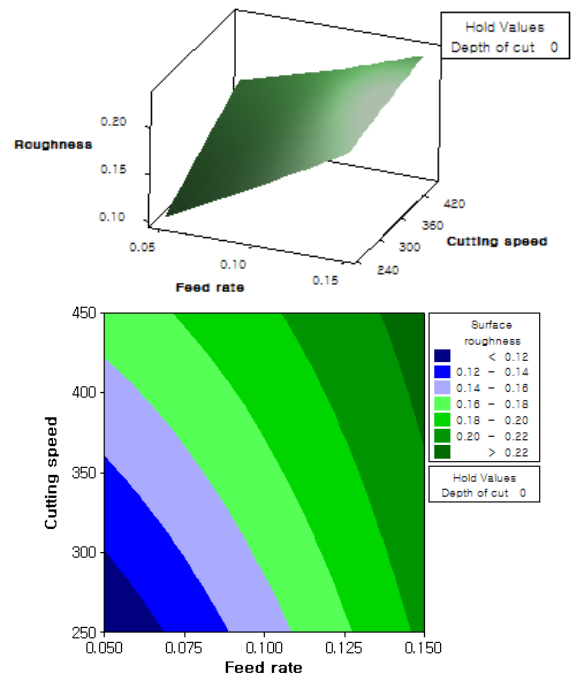 Hold Values
Depth of cut 0
0.20
Roughness
0.15
0.10
420
360
0.05
300
Cutting speed
0.10
240
0.15
Feed rate
450
400
350
300
250
Cutting speed
0.050 0.075 0.100 0.125 0.150
Feed rate
Surface
roughness
< 0.12
0.12 – 0.14
0.14 – 0.16
0.16 – 0.18
0.18 – 0.20
0.20 – 0.22
> 0.22
Hold Values
Depth of cut 0